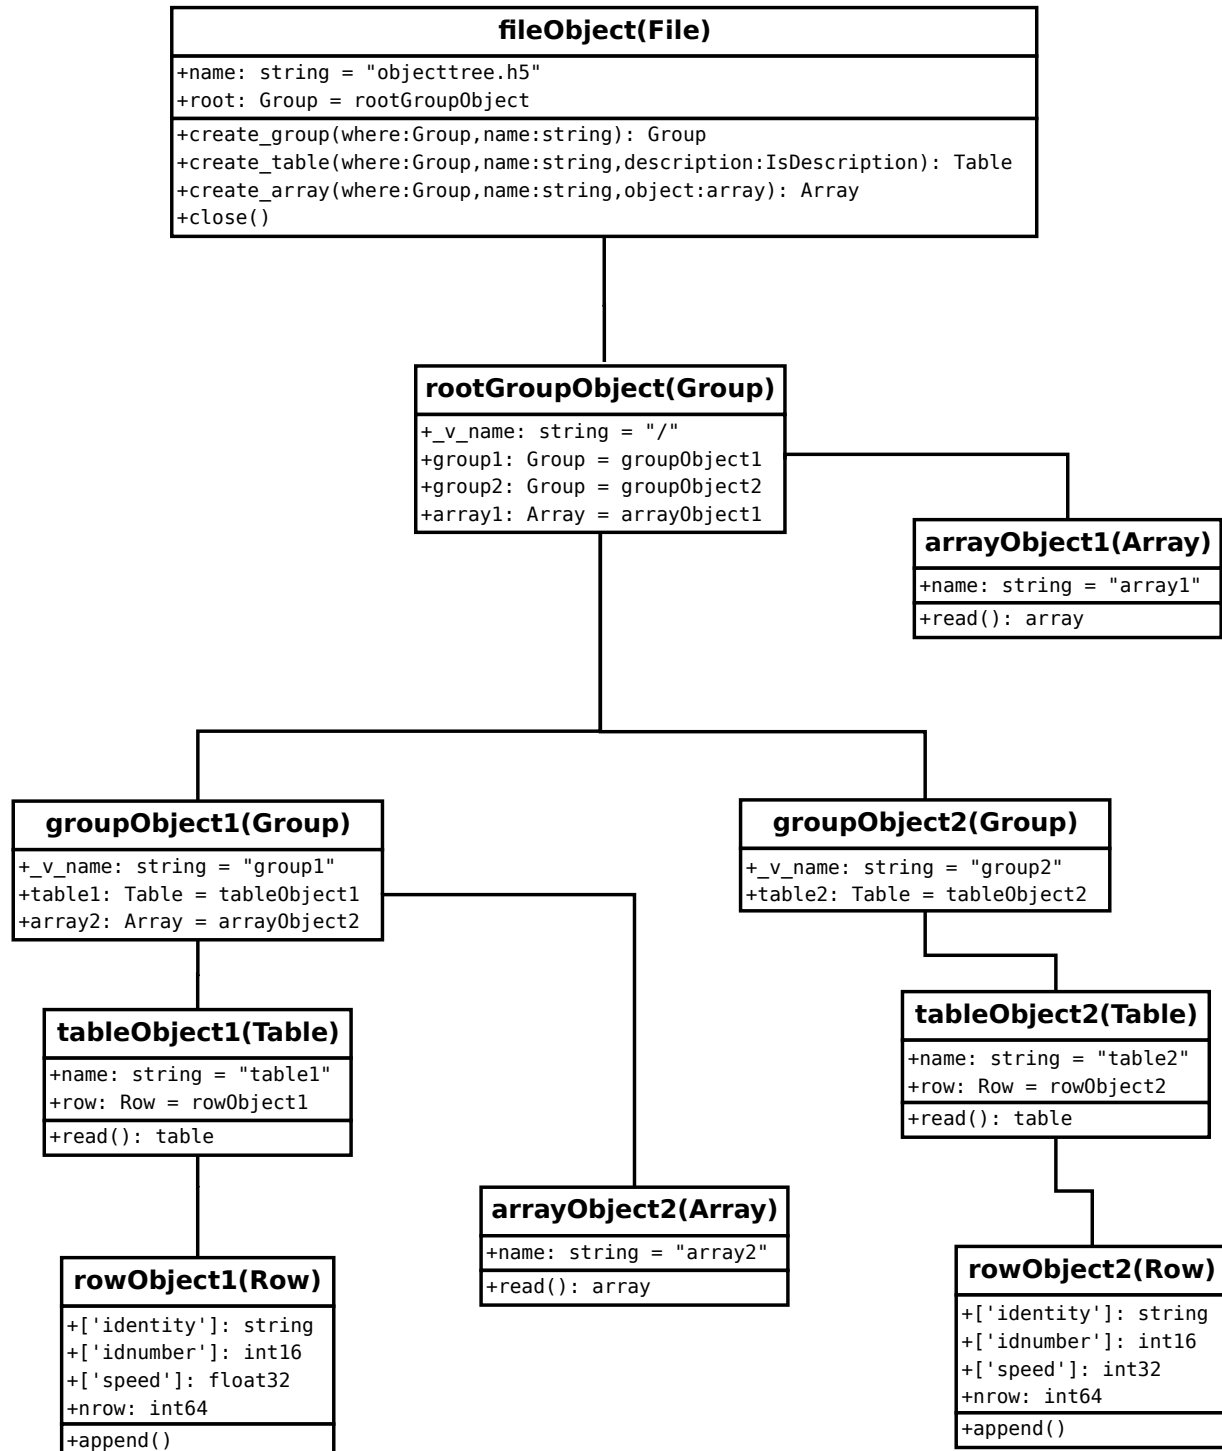 fileObject(File)
+name: string = "objecttree.h5"
+root: Group = rootGroupObject
+create_group(where:Group,name:string): Group
+create_table(where:Group,name:string,description:IsDescription): Table
+create_array(where:Group,name:string,object:array): Array
+close()
rootGroupObject(Group)
+_v_name: string = "/"
+group1: Group = groupObject1
+group2: Group = groupObject2
+array1: Array = arrayObject1
arrayObject1(Array)
+name: string = "array1"
+read(): array
groupObject1(Group)
+_v_name: string = "group1"
+table1: Table = tableObject1
+array2: Array = arrayObject2
groupObject2(Group)
+_v_name: string = "group2"
+table2: Table = tableObject2
tableObject1(Table)
+name: string = "table1"
+row: Row = rowObject1
+read(): table
tableObject2(Table)
+name: string = "table2"
+row: Row = rowObject2
+read(): table
arrayObject2(Array)
+name: string = "array2"
+read(): array
rowObject1(Row)
+['identity']: string
+['idnumber']: int16
+['speed']: float32
+nrow: int64
+append()
rowObject2(Row)
+['identity']: string
+['idnumber']: int16
+['speed']: int32
+nrow: int64
+append()